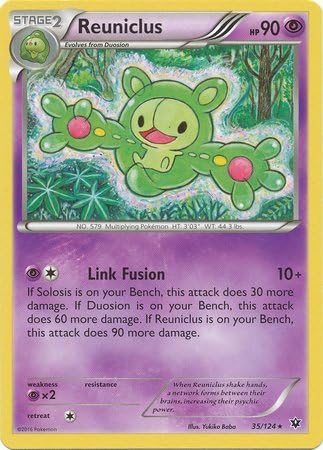 STAGE2
Reuniclus
HP 90
Evolves from Duosion
NO. 579 Multiplying Pokémon HT: 3'03" WT: 44.3 lbs.
Link Fusion 10+
If Solosis is on your Bench, this attack does 30 more
damage. If Duosion is on your Bench, this attack
does 60 more damage. If Reuniclus is on your Bench,
this attack does 90 more damage.
weakness
resistance
×2
When Reuniclus shake hands,
a network forms between their
brains, increasing their psychic
power.
retreat
©2016 Pokémon
Illus. Yukiko Baba
35/124 ★